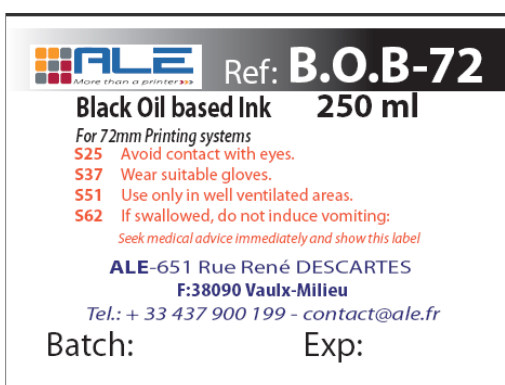 ALE
More than a printer>>>
Ref: B.O.B-72
Black Oil based Ink 250 ml
For 72mm Printing systems
S25 Avoid contact with eyes.
S37 Wear suitable gloves.
S51 Use only in well ventilated areas.
S62 If swallowed, do not induce vomiting:
Seek medical advice immediately and show this label
ALE-651 Rue René DESCARTES
F:38090 Vaulx-Milieu
Tel.: + 33 437 900 199 - contact@ale.fr
Batch: Exp: